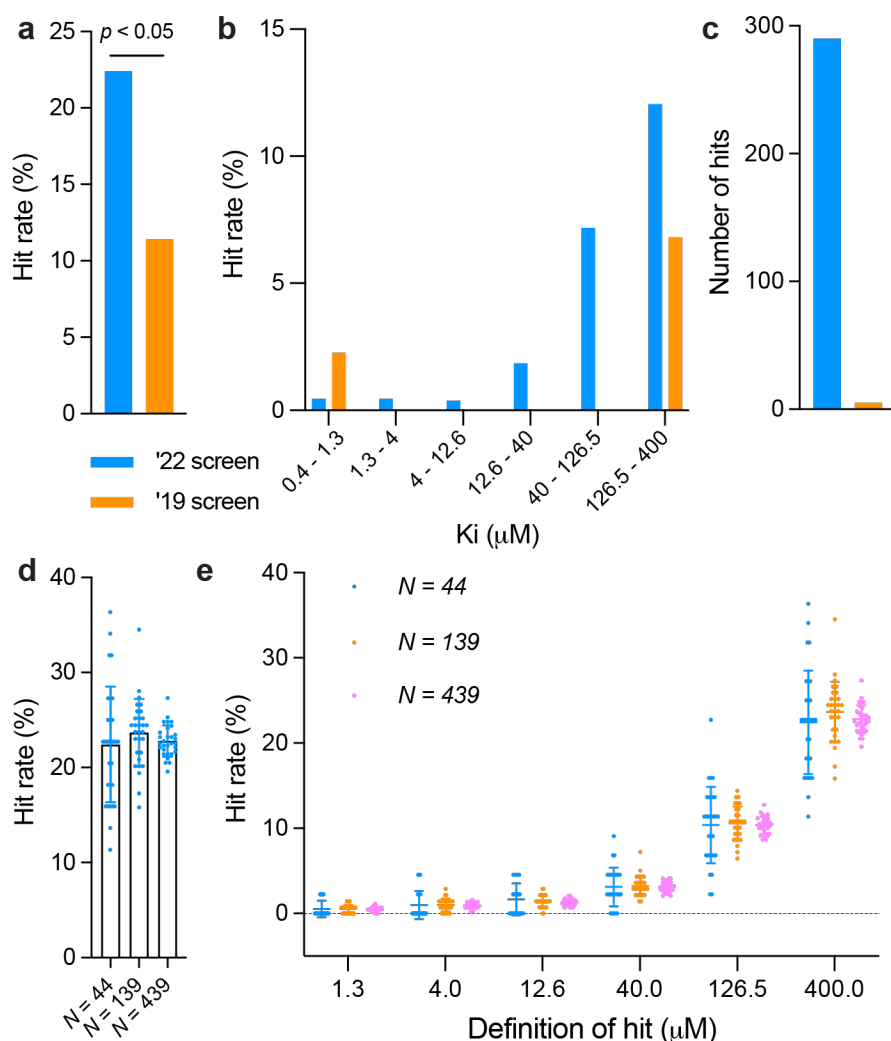 a
p < 0.05
25
20
15
10
5
0
Hit rate (%)
b
15
10
5
0
Hit rate (%)
0.4 - 1.3
1.3 - 4
4 - 12.6
12.6 - 40
40 - 126.5
126.5 - 400
Ki (μM)
c
300
200
100
0
Number of hits
'22 screen
'19 screen
d
40
30
20
10
0
Hit rate (%)
N = 44
N = 139
N = 439
e
40
30
20
10
0
Hit rate (%)
N = 44
N = 139
N = 439
1.3
4.0
12.6
40.0
126.5
400.0
Definition of hit (μM)